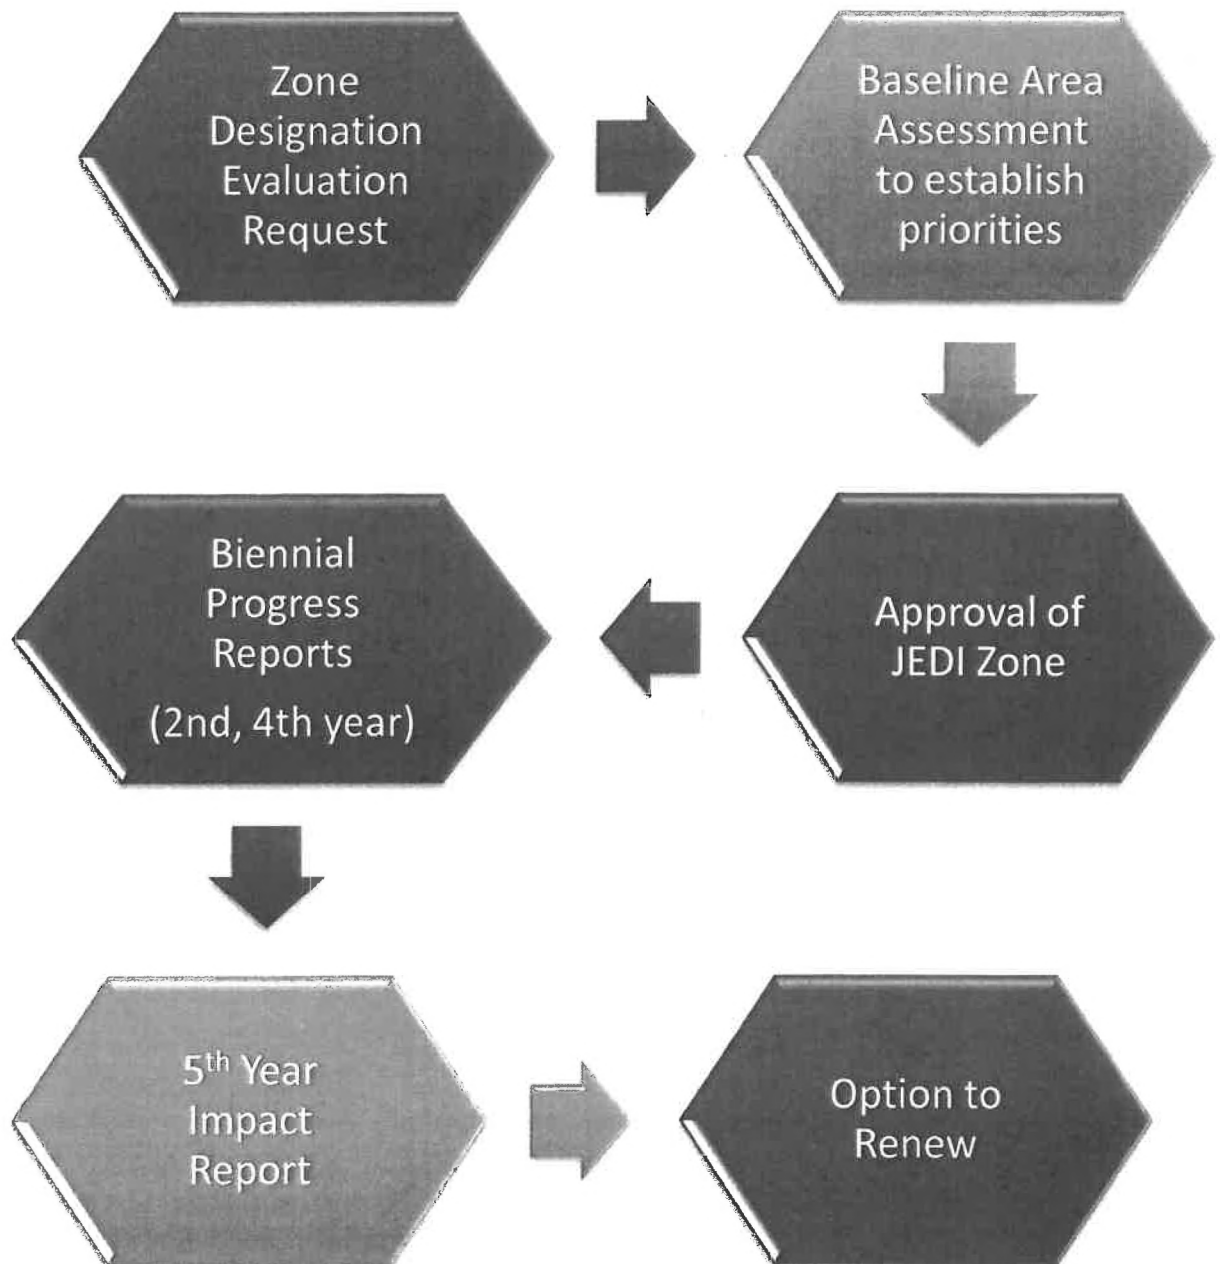 Zone
Designation
Evaluation
Request
Baseline Area
Assessment
to establish
priorities
Approval of
JEDI Zone
Biennial
Progress
Reports
(2nd, 4th year)
5th Year
Impact
Report
Option to
Renew